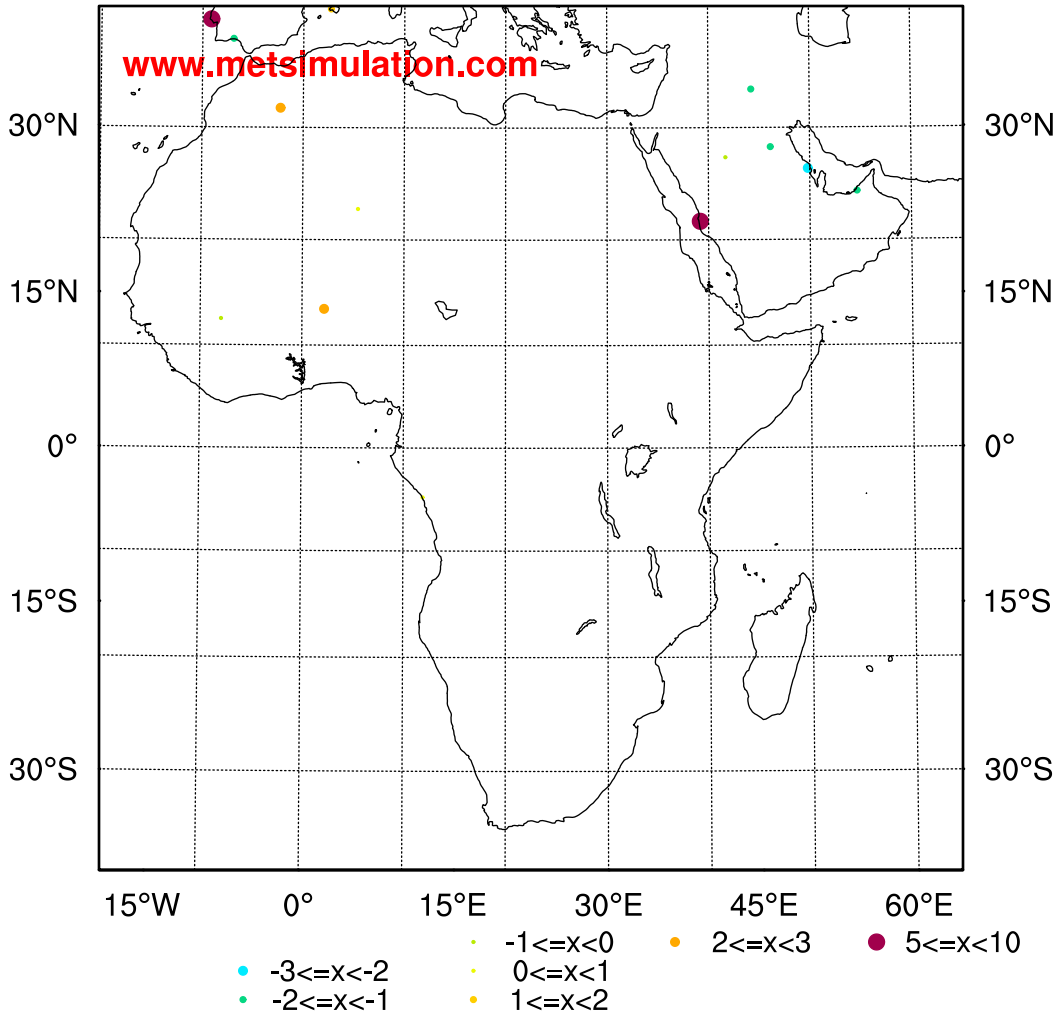 www.metsimulation.com
30°N 30°N
15°N 15°N
0° 0°
15°S 15°S
30°S 30°S
15°W 0° 15°E 30°E 45°E 60°E
-1<=x<0 2<=x<3 5<=x<10
-3<=x<-2 0<=x<1
-2<=x<-1 1<=x<2